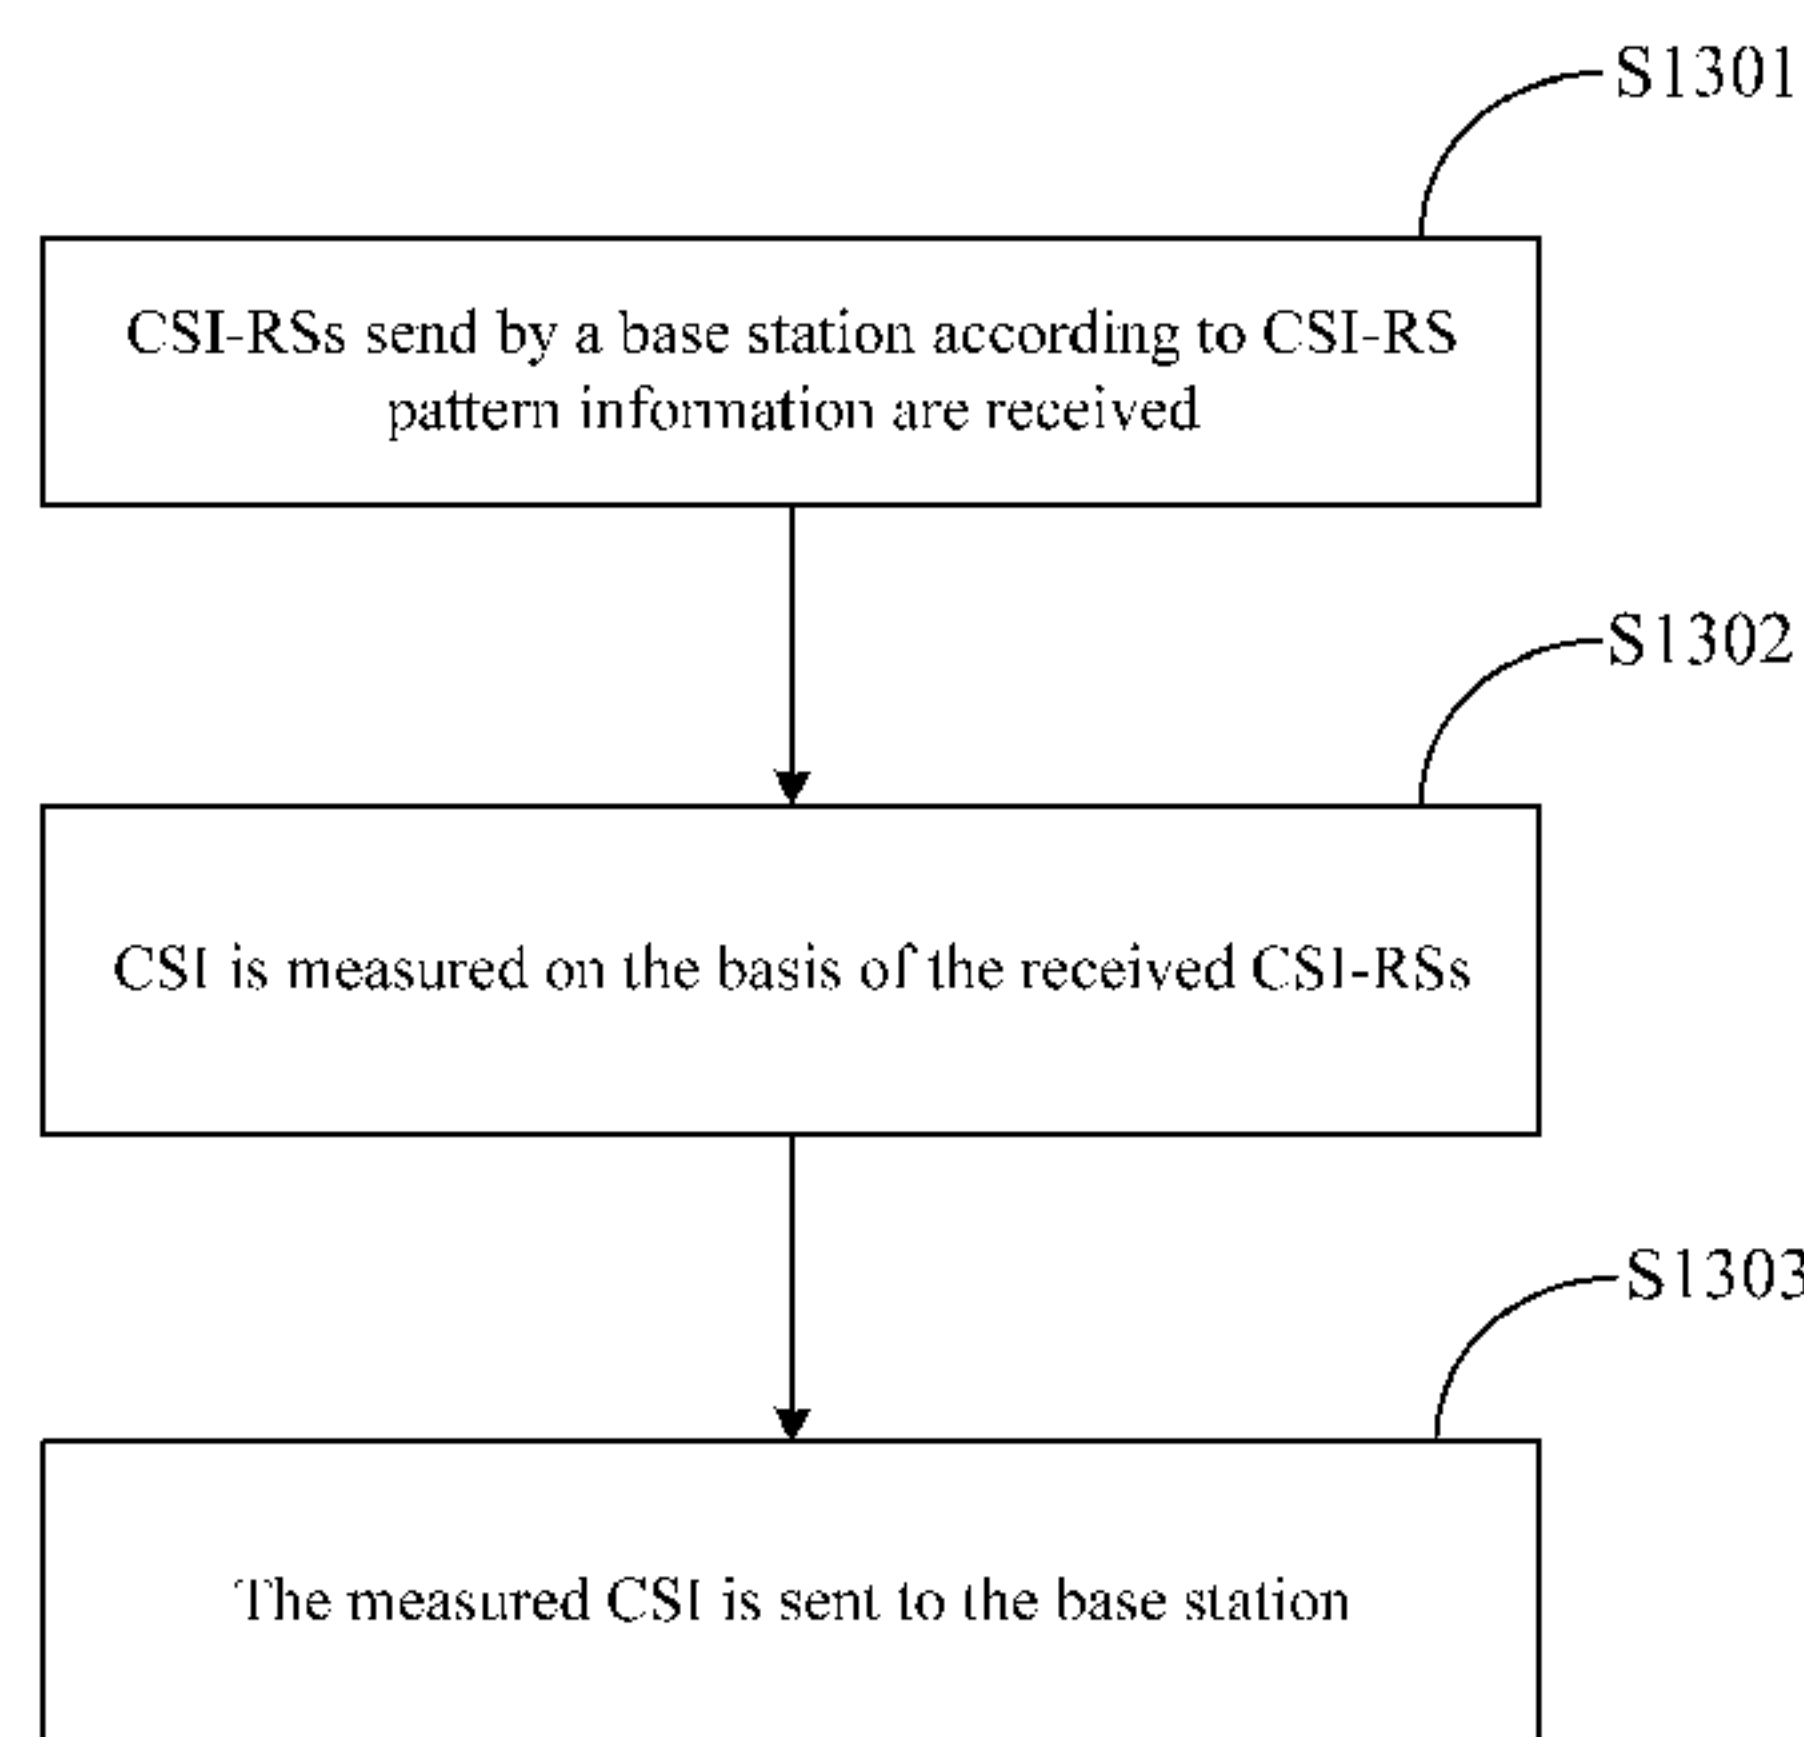 S1301
CSI-RSs send by a base station according to CSI-RS
pattern information are received
S1302
CSI is measured on the basis of the received CSI-RSs
S1303
The measured CSI is sent to the base station